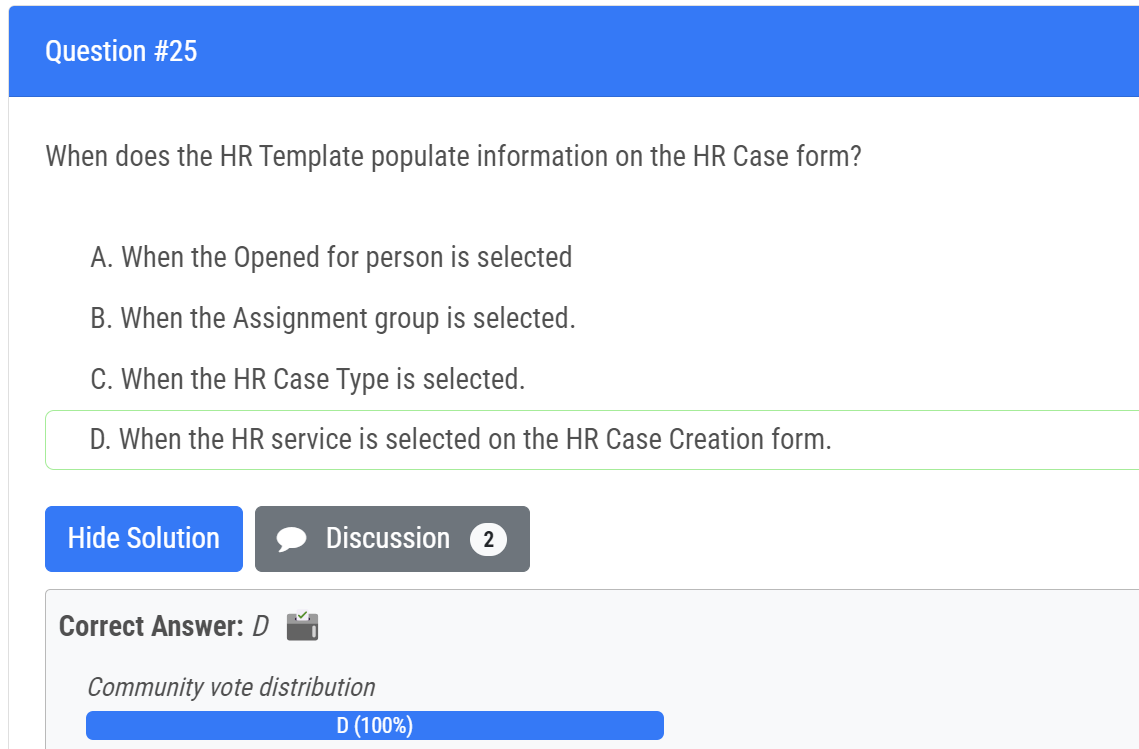 Question #25
When does the HR Template populate information on the HR Case form?
A. When the Opened for person is selected
B. When the Assignment group is selected.
C. When the HR Case Type is selected.
D. When the HR service is selected on the HR Case Creation form.
Hide Solution
Discussion 2
Correct Answer: D
Community vote distribution
D (100%)